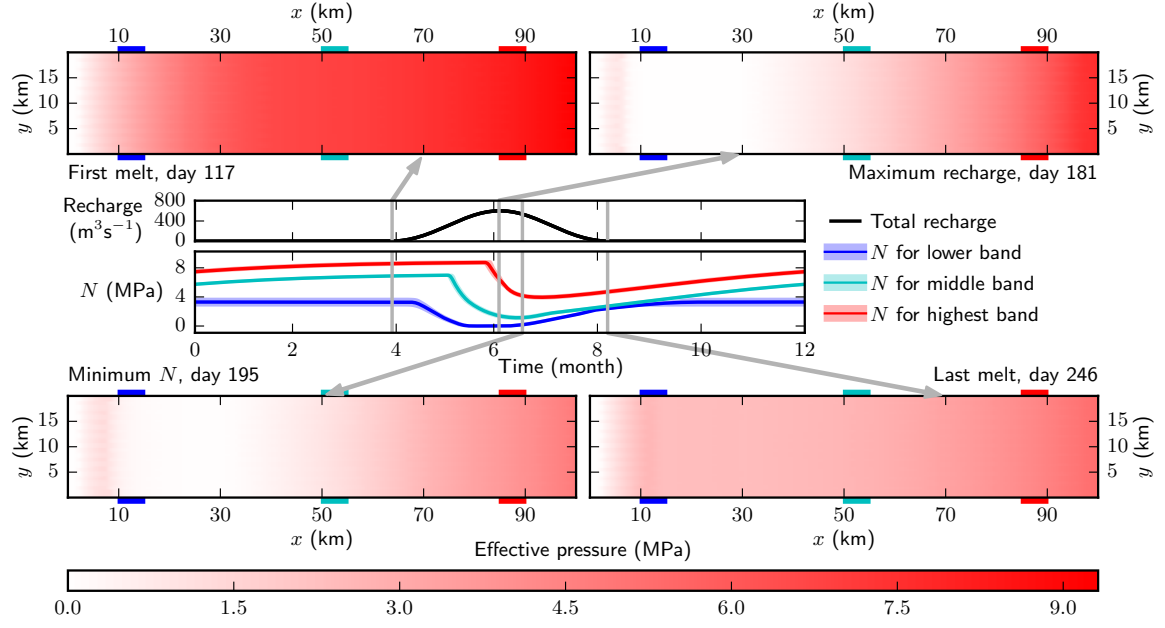 x (km)
x (km)
10 30 50 70 90
10 30 50 70 90
y (km)
15
10
5
15
10
5
y (km)
First melt, day 117
Maximum recharge, day 181
Recharge
(m³s⁻¹)
800
400
0
N (MPa)
8
4
0
0 2 4 6 8 10 12
Time (month)
Total recharge
N for lower band
N for middle band
N for highest band
Minimum N, day 195
Last melt, day 246
y (km)
15
10
5
15
10
5
y (km)
10 30 50 70 90
10 30 50 70 90
x (km)
x (km)
Effective pressure (MPa)
0.0 1.5 3.0 4.5 6.0 7.5 9.0